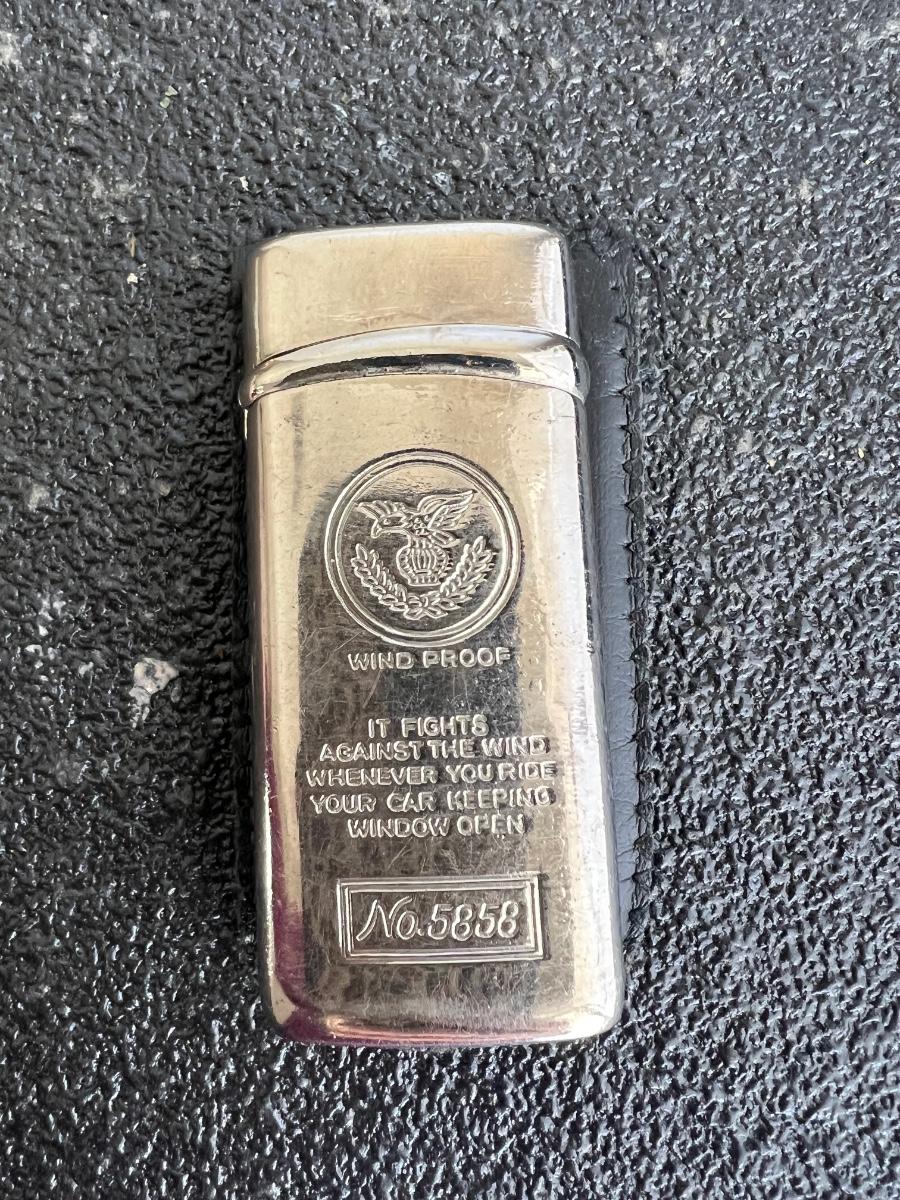 WIND PROOF
IT FIGHTS
AGAINST THE WIND
WHENEVER YOU RIDE
YOUR CAR KEEPING
WINDOW OPEN
No.5858